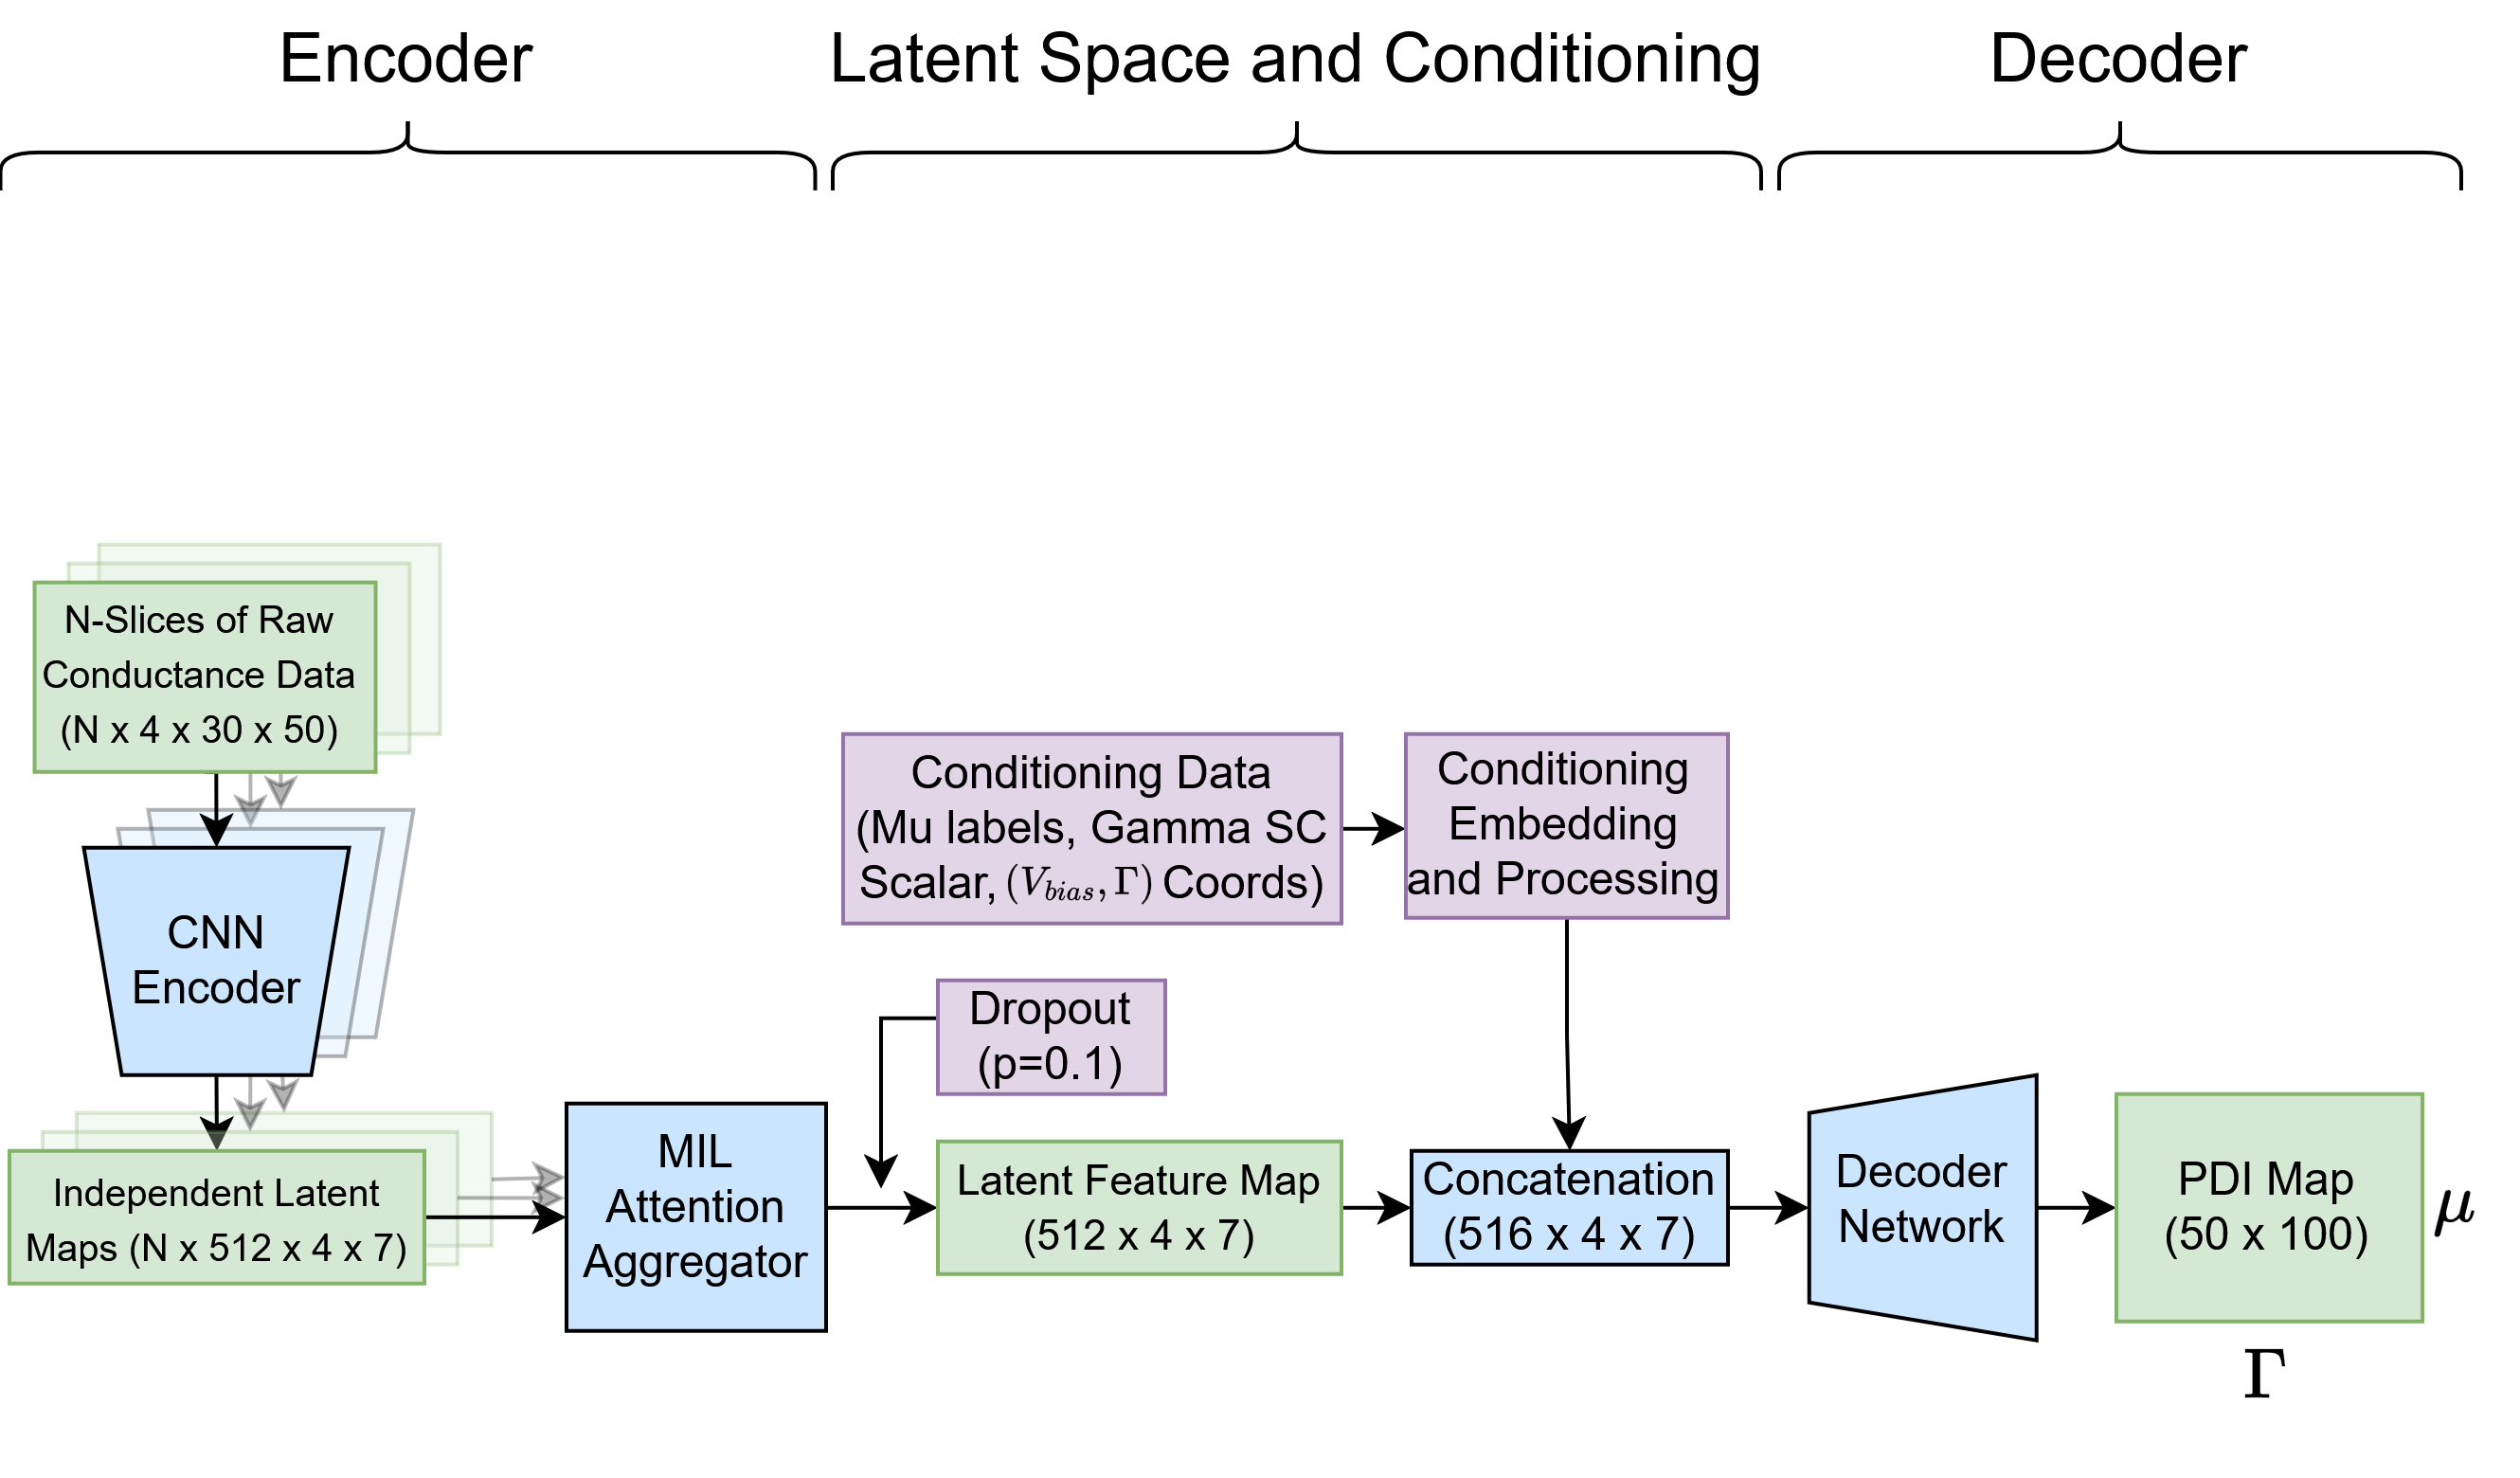 Encoder
Latent Space and Conditioning
Decoder
N-Slices of Raw
Conductance Data
(N x 4 x 30 x 50)
CNN
Encoder
Independent Latent
Maps (N x 512 x 4 x 7)
MIL
Attention
Aggregator
Conditioning Data
(Mu labels, Gamma SC
Scalar, (V_bias, Γ) Coords)
Conditioning
Embedding
and Processing
Dropout
(p=0.1)
Latent Feature Map
(512 x 4 x 7)
Concatenation
(516 x 4 x 7)
Decoder
Network
PDI Map
(50 x 100)
μ
Γ